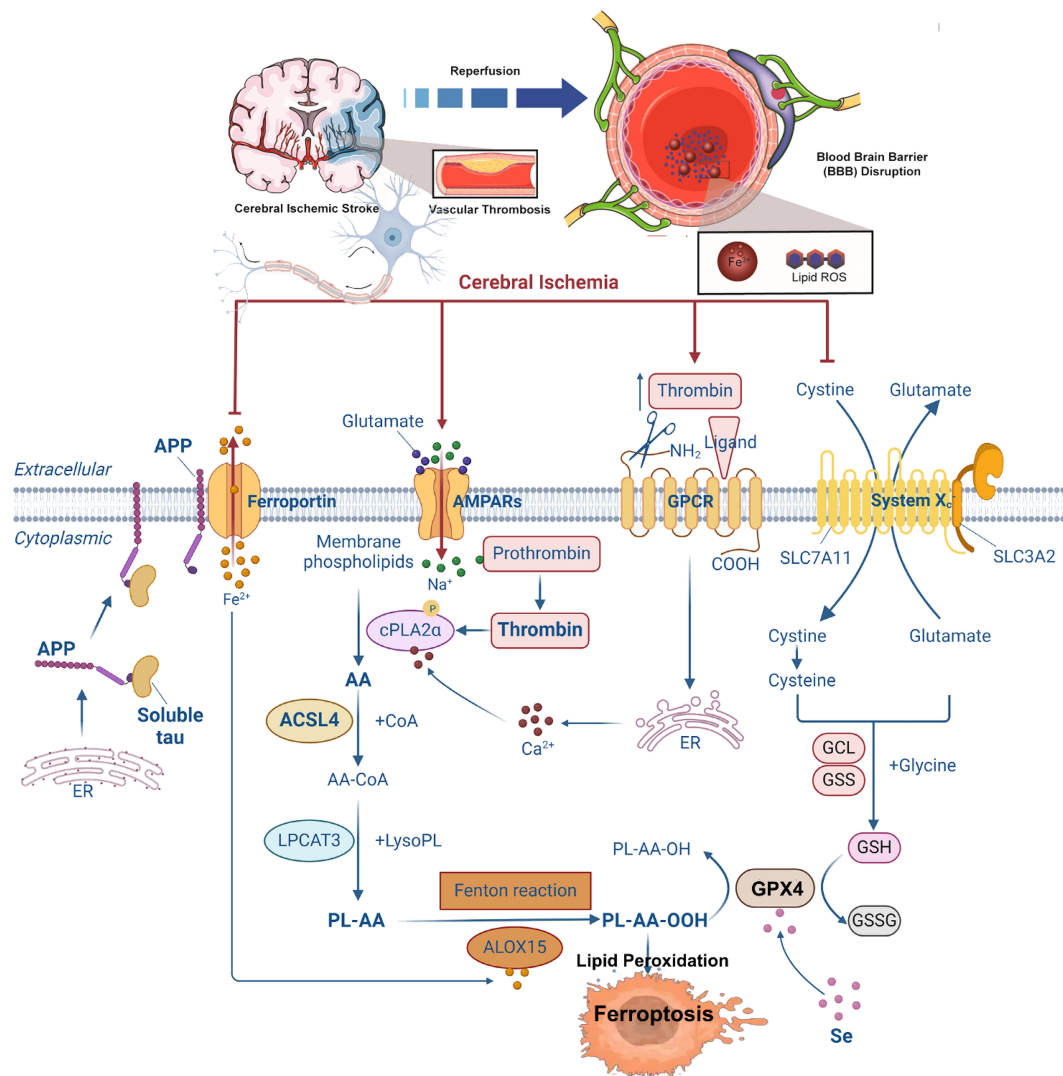 Reperfusion
Cerebral Ischemic Stroke
Vascular Thrombosis
Blood Brain Barrier
(BBB) Disruption
Fe²⁺
Lipid ROS
Cerebral Ischemia
Extracellular
Cytoplasmic
APP
Ferroportin
Fe²⁺
APP
Soluble
tau
ER
Glutamate
AMPARs
Na⁺
Membrane
phospholipids
Prothrombin
Thrombin
P
cPLA2α
Thrombin
NH₂
Ligand
GPCR
COOH
ER
Ca²⁺
Cystine
Glutamate
System X꜀⁻
SLC7A11
SLC3A2
Cystine
Glutamate
Cysteine
GCL
GSS
+Glycine
GSH
GSSG
AA
ACSL4
+CoA
AA-CoA
LPCAT3
+LysoPL
PL-AA
Fenton reaction
ALOX15
PL-AA-OOH
PL-AA-OH
GPX4
Se
Lipid Peroxidation
Ferroptosis